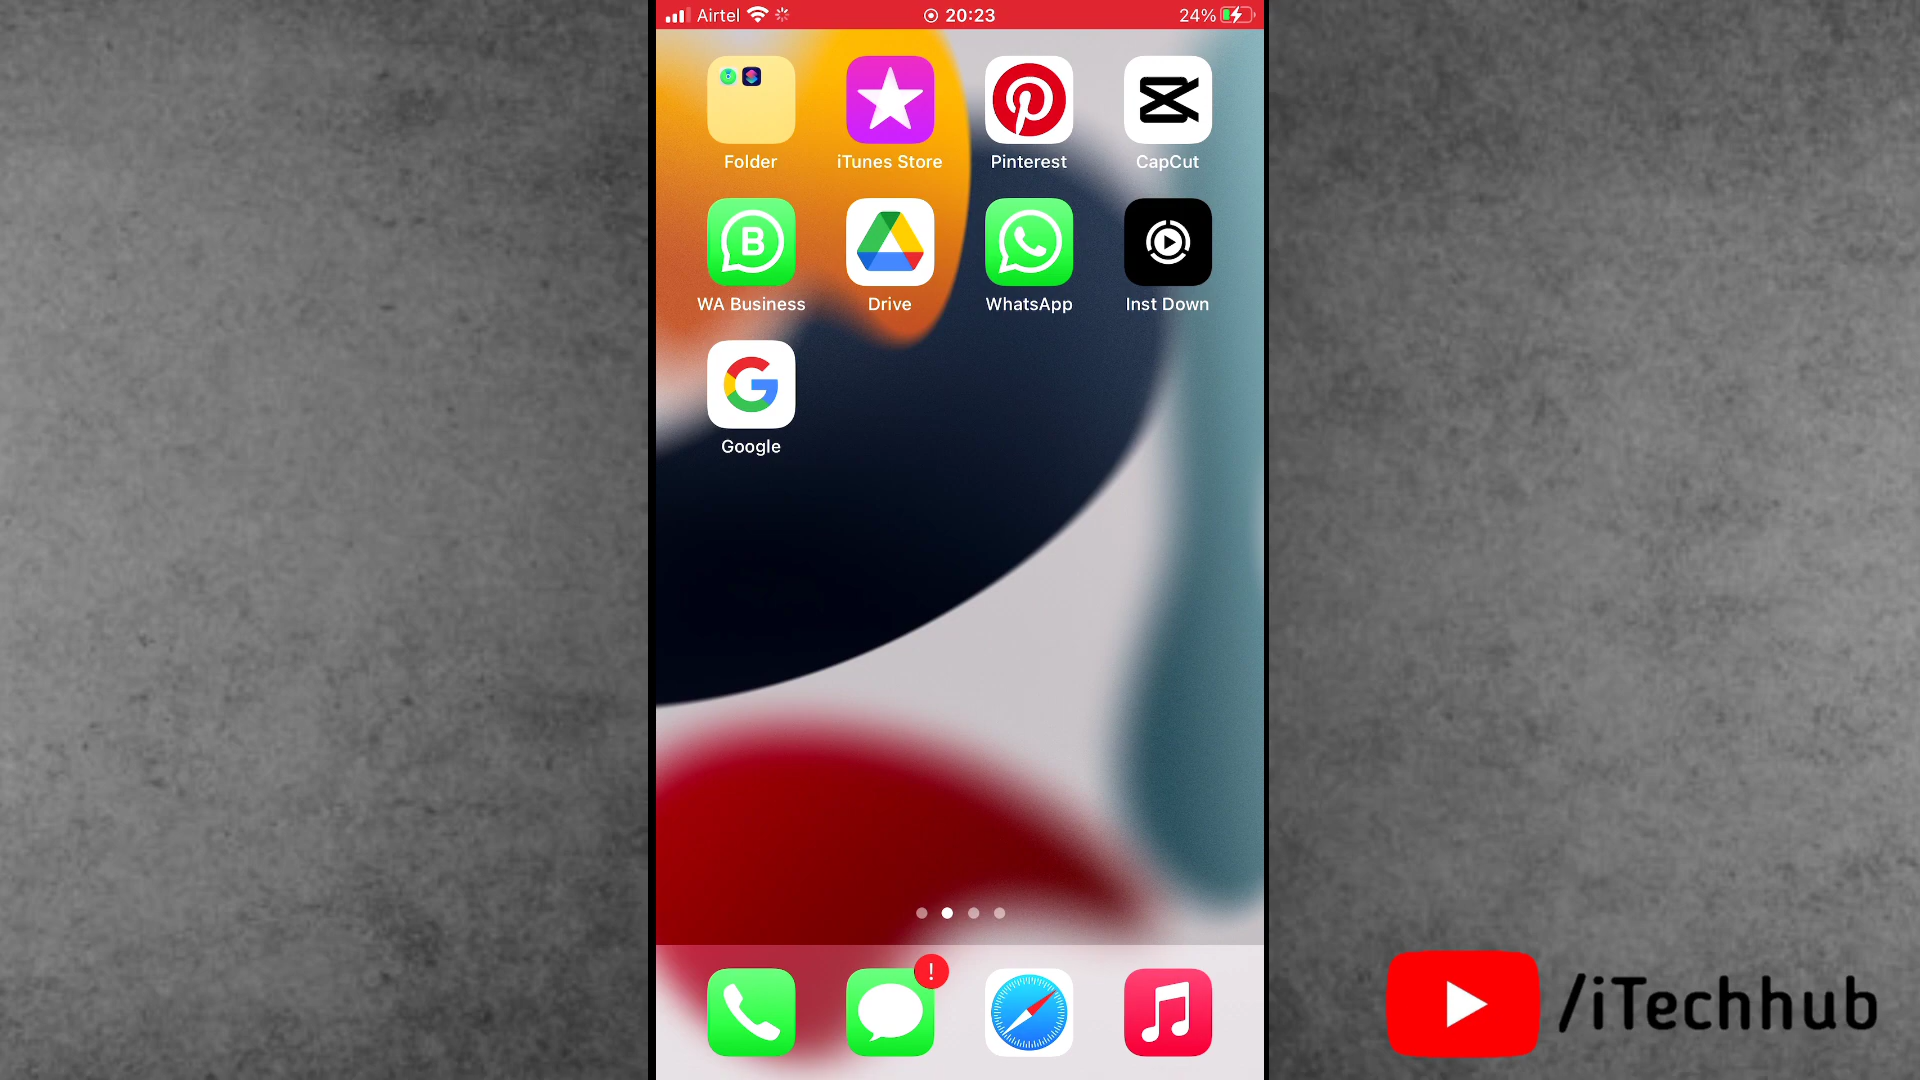 Airtel 20:23 24%
Folder iTunes Store Pinterest CapCut
WA Business Drive WhatsApp Inst Down
Google
/iTechhub